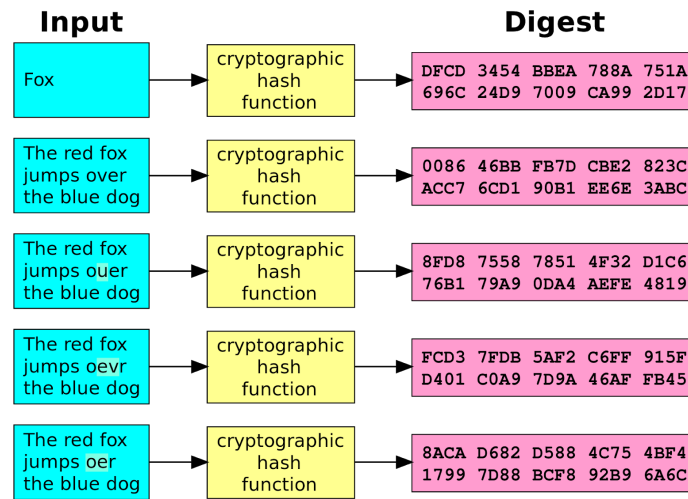 Input
Digest
Fox
cryptographic
hash
function
DFCD 3454 BBEA 788A 751A
696C 24D9 7009 CA99 2D17
The red fox
jumps over
the blue dog
cryptographic
hash
function
0086 46BB FB7D CBE2 823C
ACC7 6CD1 90B1 EE6E 3ABC
The red fox
jumps ouer
the blue dog
cryptographic
hash
function
8FD8 7558 7851 4F32 D1C6
76B1 79A9 0DA4 AEFE 4819
The red fox
jumps oevr
the blue dog
cryptographic
hash
function
FCD3 7FDB 5AF2 C6FF 915F
D401 C0A9 7D9A 46AF FB45
The red fox
jumps oer
the blue dog
cryptographic
hash
function
8ACA D682 D588 4C75 4BF4
1799 7D88 BCF8 92B9 6A6C